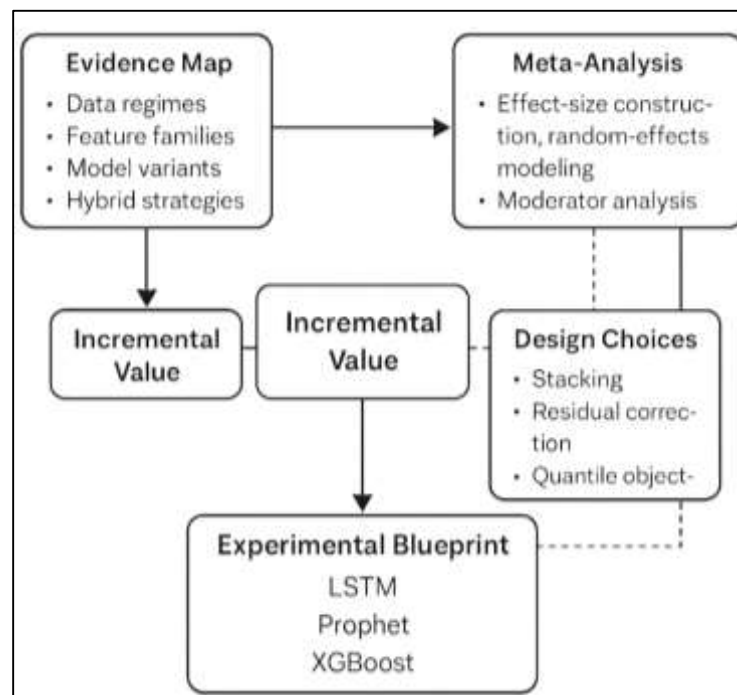 Evidence Map
• Data regimes
• Feature families
• Model variants
• Hybrid strategies
Meta-Analysis
• Effect-size construc-
tion, random-effects
modeling
• Moderator analysis
Incremental
Value
Incremental
Value
Design Choices
• Stacking
• Residual correc-
tion
• Quantile object-
Experimental Blueprint
LSTM
Prophet
XGBoost